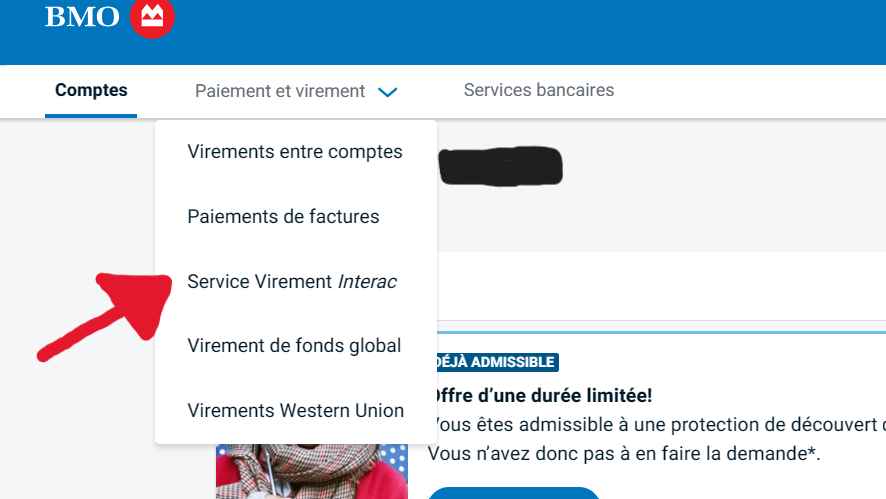 BMO
Comptes
Paiement et virement
Services bancaires
Virements entre comptes
Paiements de factures
Service Virement Interac
Virement de fonds global
Virements Western Union
DÉJÀ ADMISSIBLE
Offre d’une durée limitée!
Vous êtes admissible à une protection de découvert
Vous n’avez donc pas à en faire la demande*.